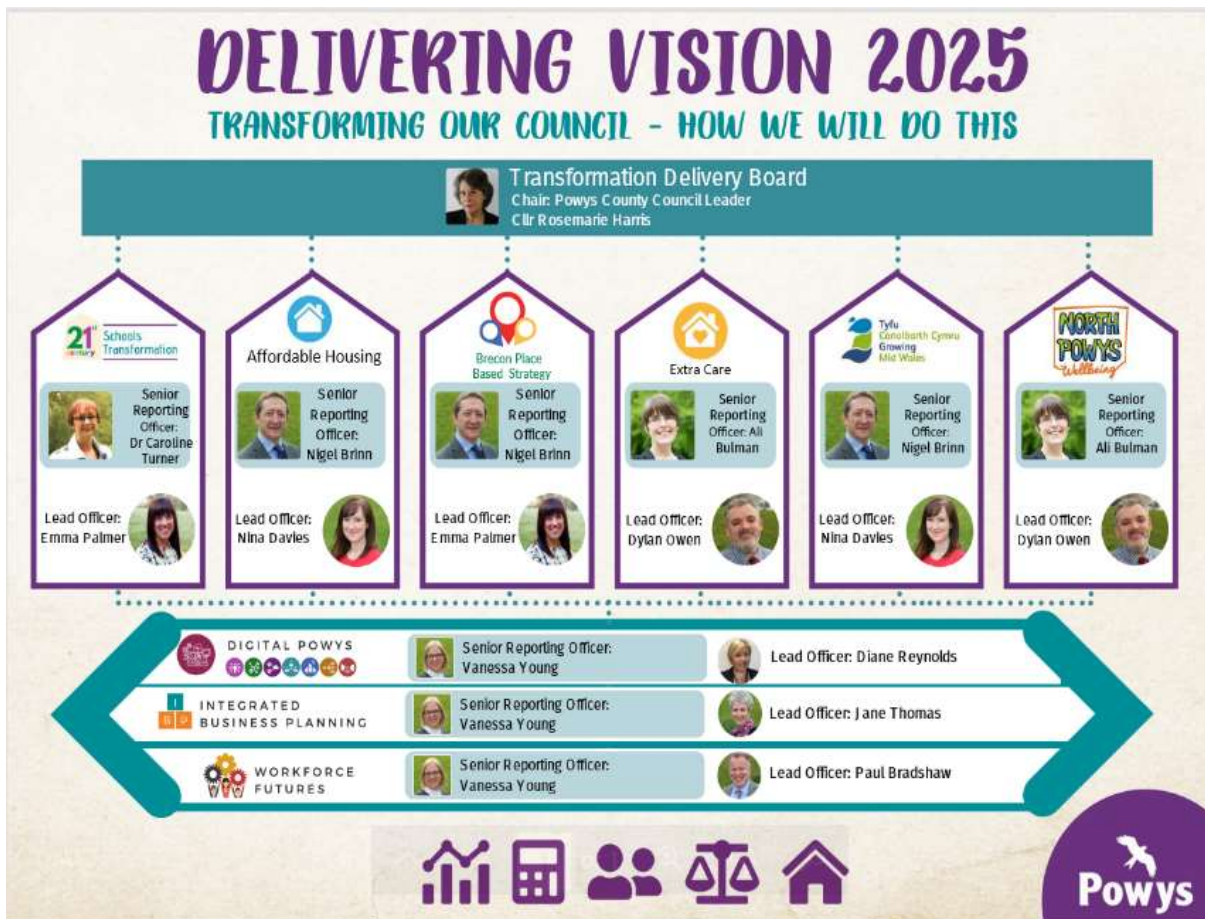 DELIVERING VISION 2025
TRANSFORMING OUR COUNCIL - HOW WE WILL DO THIS
Transformation Delivery Board
Chair: Powys County Council Leader
Cllr Rosemarie Harris
21st
century
Schools
Transformation
Senior
Reporting
Officer:
Dr Caroline
Turner
Lead Officer:
Emma Palmer
Affordable Housing
Senior
Reporting
Officer:
Nigel Brinn
Lead Officer:
Nina Davies
Brecon Place
Based Strategy
Senior
Reporting
Officer:
Nigel Brinn
Lead Officer:
Emma Palmer
Extra Care
Senior
Reporting
Officer: Ali
Bulman
Lead Officer:
Dylan Owen
Tyfu
Canolbarth Cymru
Growing
Mid Wales
Senior
Reporting
Officer:
Nigel Brinn
Lead Officer:
Nina Davies
NORTH
POWYS
Wellbeing
Senior
Reporting
Officer:
Ali Bulman
Lead Officer:
Dylan Owen
DIGITAL POWYS
Senior Reporting Officer:
Vanessa Young
Lead Officer: Diane Reynolds
I
B P
INTEGRATED
BUSINESS PLANNING
Senior Reporting Officer:
Vanessa Young
Lead Officer: Jane Thomas
WORKFORCE
FUTURES
Senior Reporting Officer:
Vanessa Young
Lead Officer: Paul Bradshaw
Powys